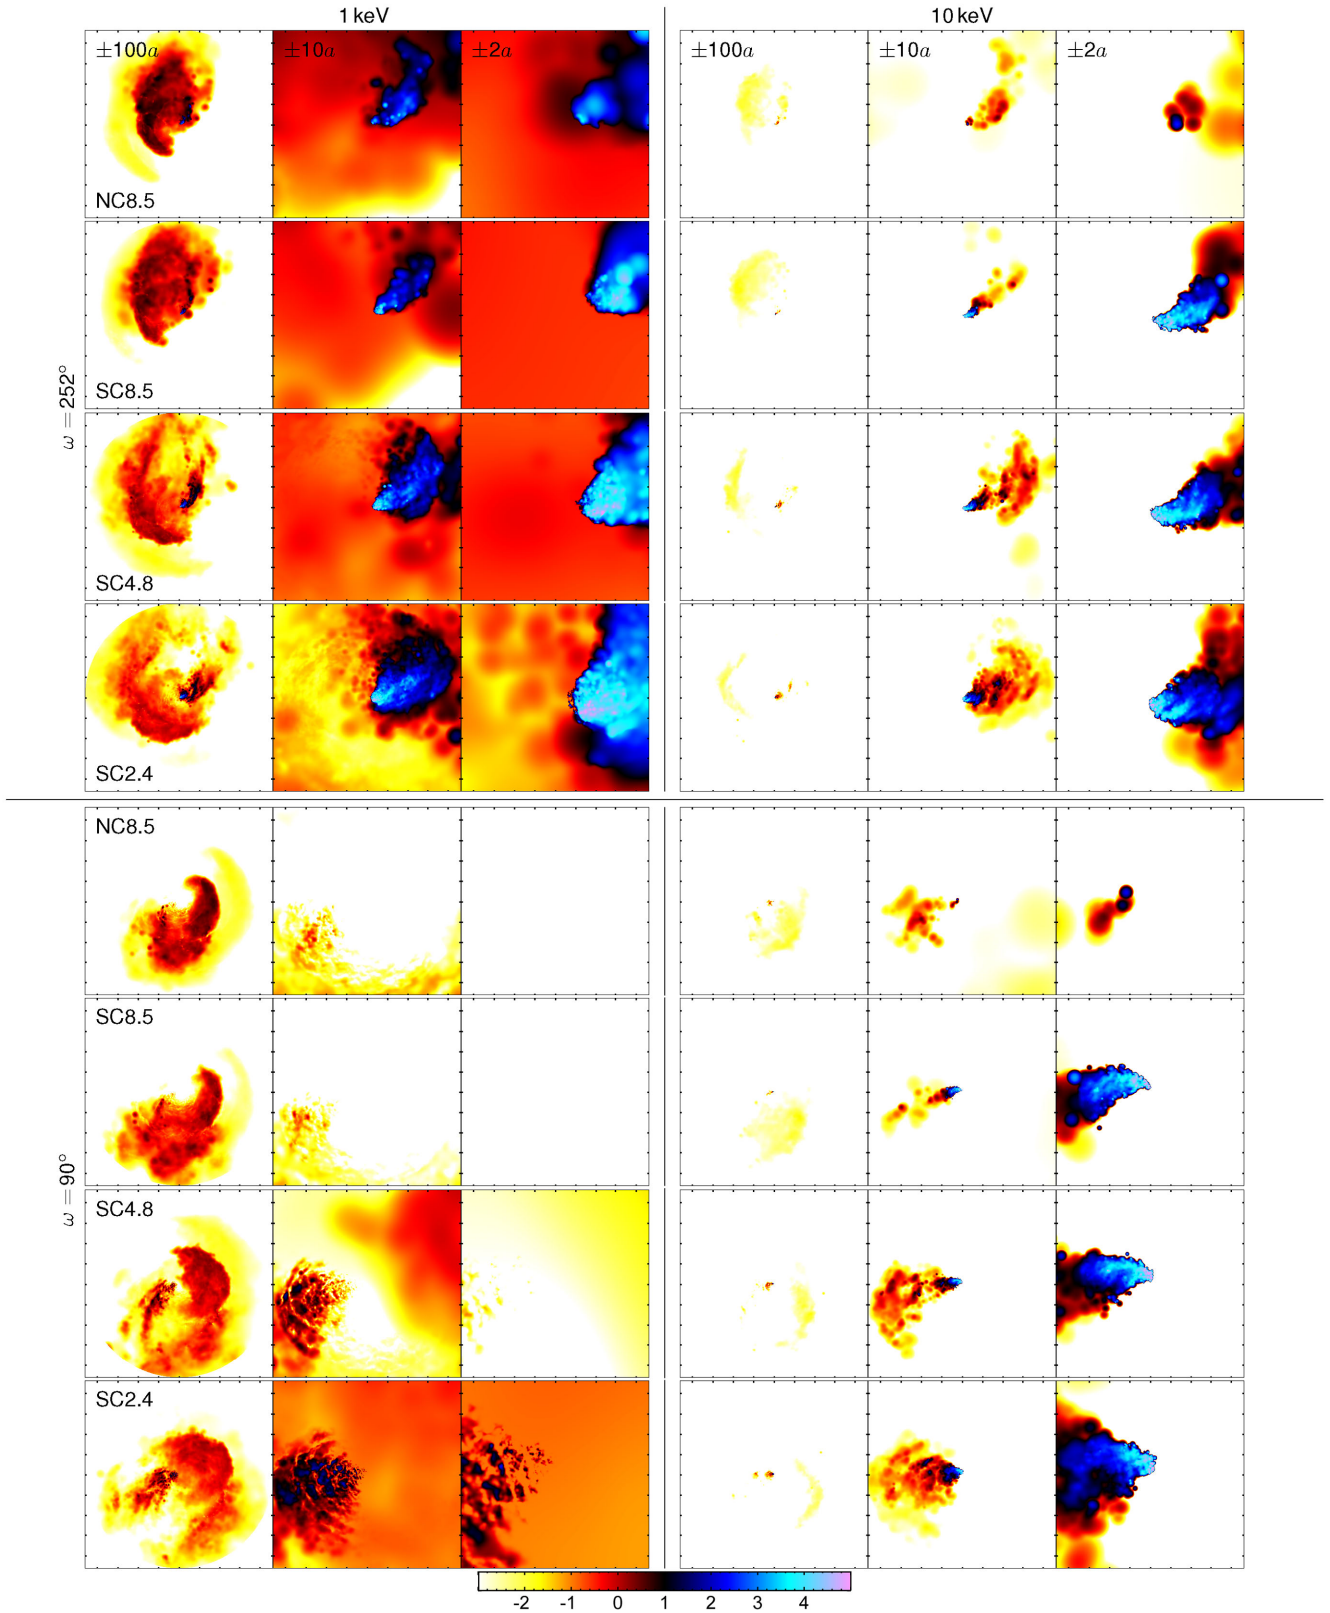 1 keV 10 keV
±100a ±10a ±2a ±100a ±10a ±2a
NC8.5
SC8.5
ω = 252°
SC4.8
SC2.4
NC8.5
SC8.5
ω = 90°
SC4.8
SC2.4
-2 -1 0 1 2 3 4